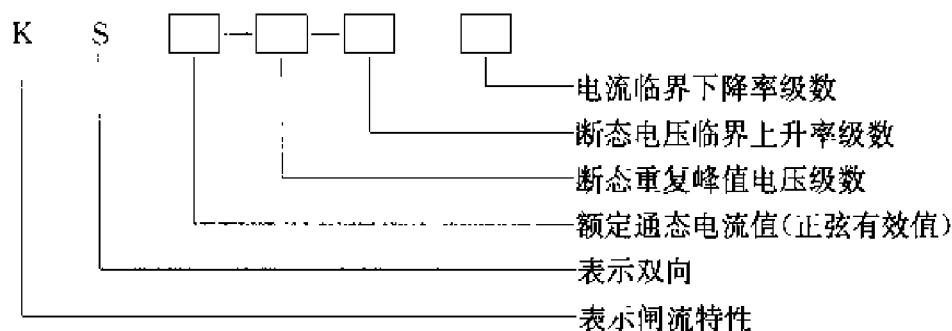 K S □-□-□ □
电流临界下降率级数
断态电压临界上升率级数
断态重复峰值电压级数
额定通态电流值(正弦有效值)
表示双向
表示闸流特性